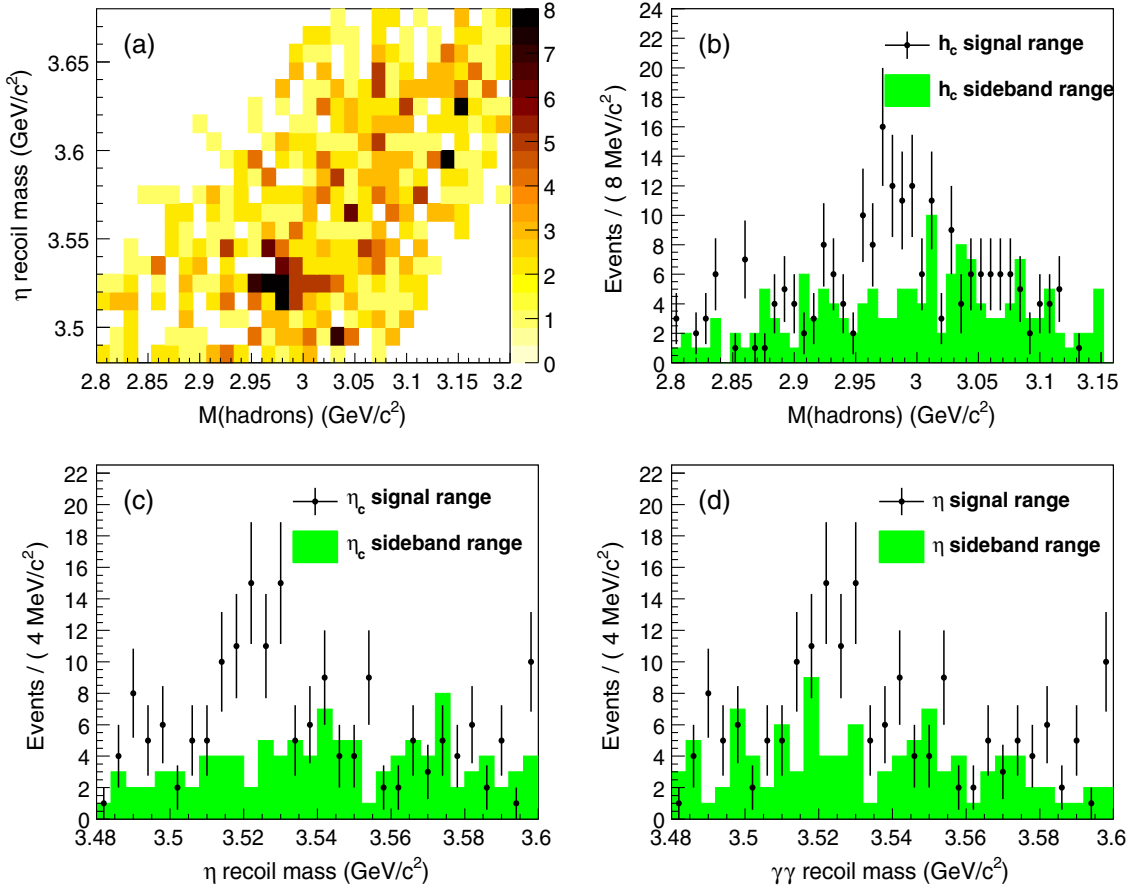 (a)
η recoil mass (GeV/c²)
3.65
3.6
3.55
3.5
2.8 2.85 2.9 2.95 3 3.05 3.1 3.15 3.2
M(hadrons) (GeV/c²)
8
7
6
5
4
3
2
1
0
(b)
h_c signal range
h_c sideband range
Events / ( 8 MeV/c²)
24
22
20
18
16
14
12
10
8
6
4
2
0
2.8 2.85 2.9 2.95 3 3.05 3.1 3.15
M(hadrons) (GeV/c²)
(c)
η_c signal range
η_c sideband range
Events / ( 4 MeV/c²)
22
20
18
16
14
12
10
8
6
4
2
0
3.48 3.5 3.52 3.54 3.56 3.58 3.6
η recoil mass (GeV/c²)
(d)
η signal range
η sideband range
Events / ( 4 MeV/c²)
22
20
18
16
14
12
10
8
6
4
2
0
3.48 3.5 3.52 3.54 3.56 3.58 3.6
γγ recoil mass (GeV/c²)